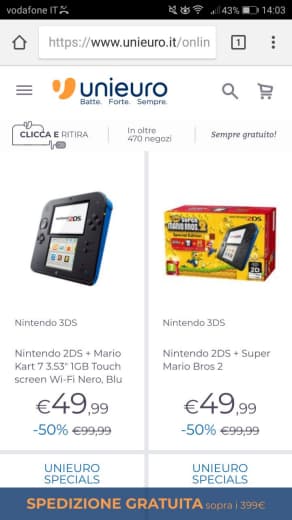 vodafone IT 43% 14:03
https://www.unieuro.it/onlin 1
unieuro
Batte. Forte. Sempre.
CLICCA E RITIRA
In oltre
470 negozi
Sempre gratuito!
NINTENDO 2DS
SUPER
MARIO BROS. 2
Special Edition
2DS
2D
Nintendo 3DS
Nintendo 2DS + Mario
Kart 7 3.53" 1GB Touch
screen Wi-Fi Nero, Blu
€49,99
-50% €99,99
UNIEURO
SPECIALS
Nintendo 3DS
Nintendo 2DS + Super
Mario Bros 2
€49,99
-50% €99,99
UNIEURO
SPECIALS
SPEDIZIONE GRATUITA sopra i 399€